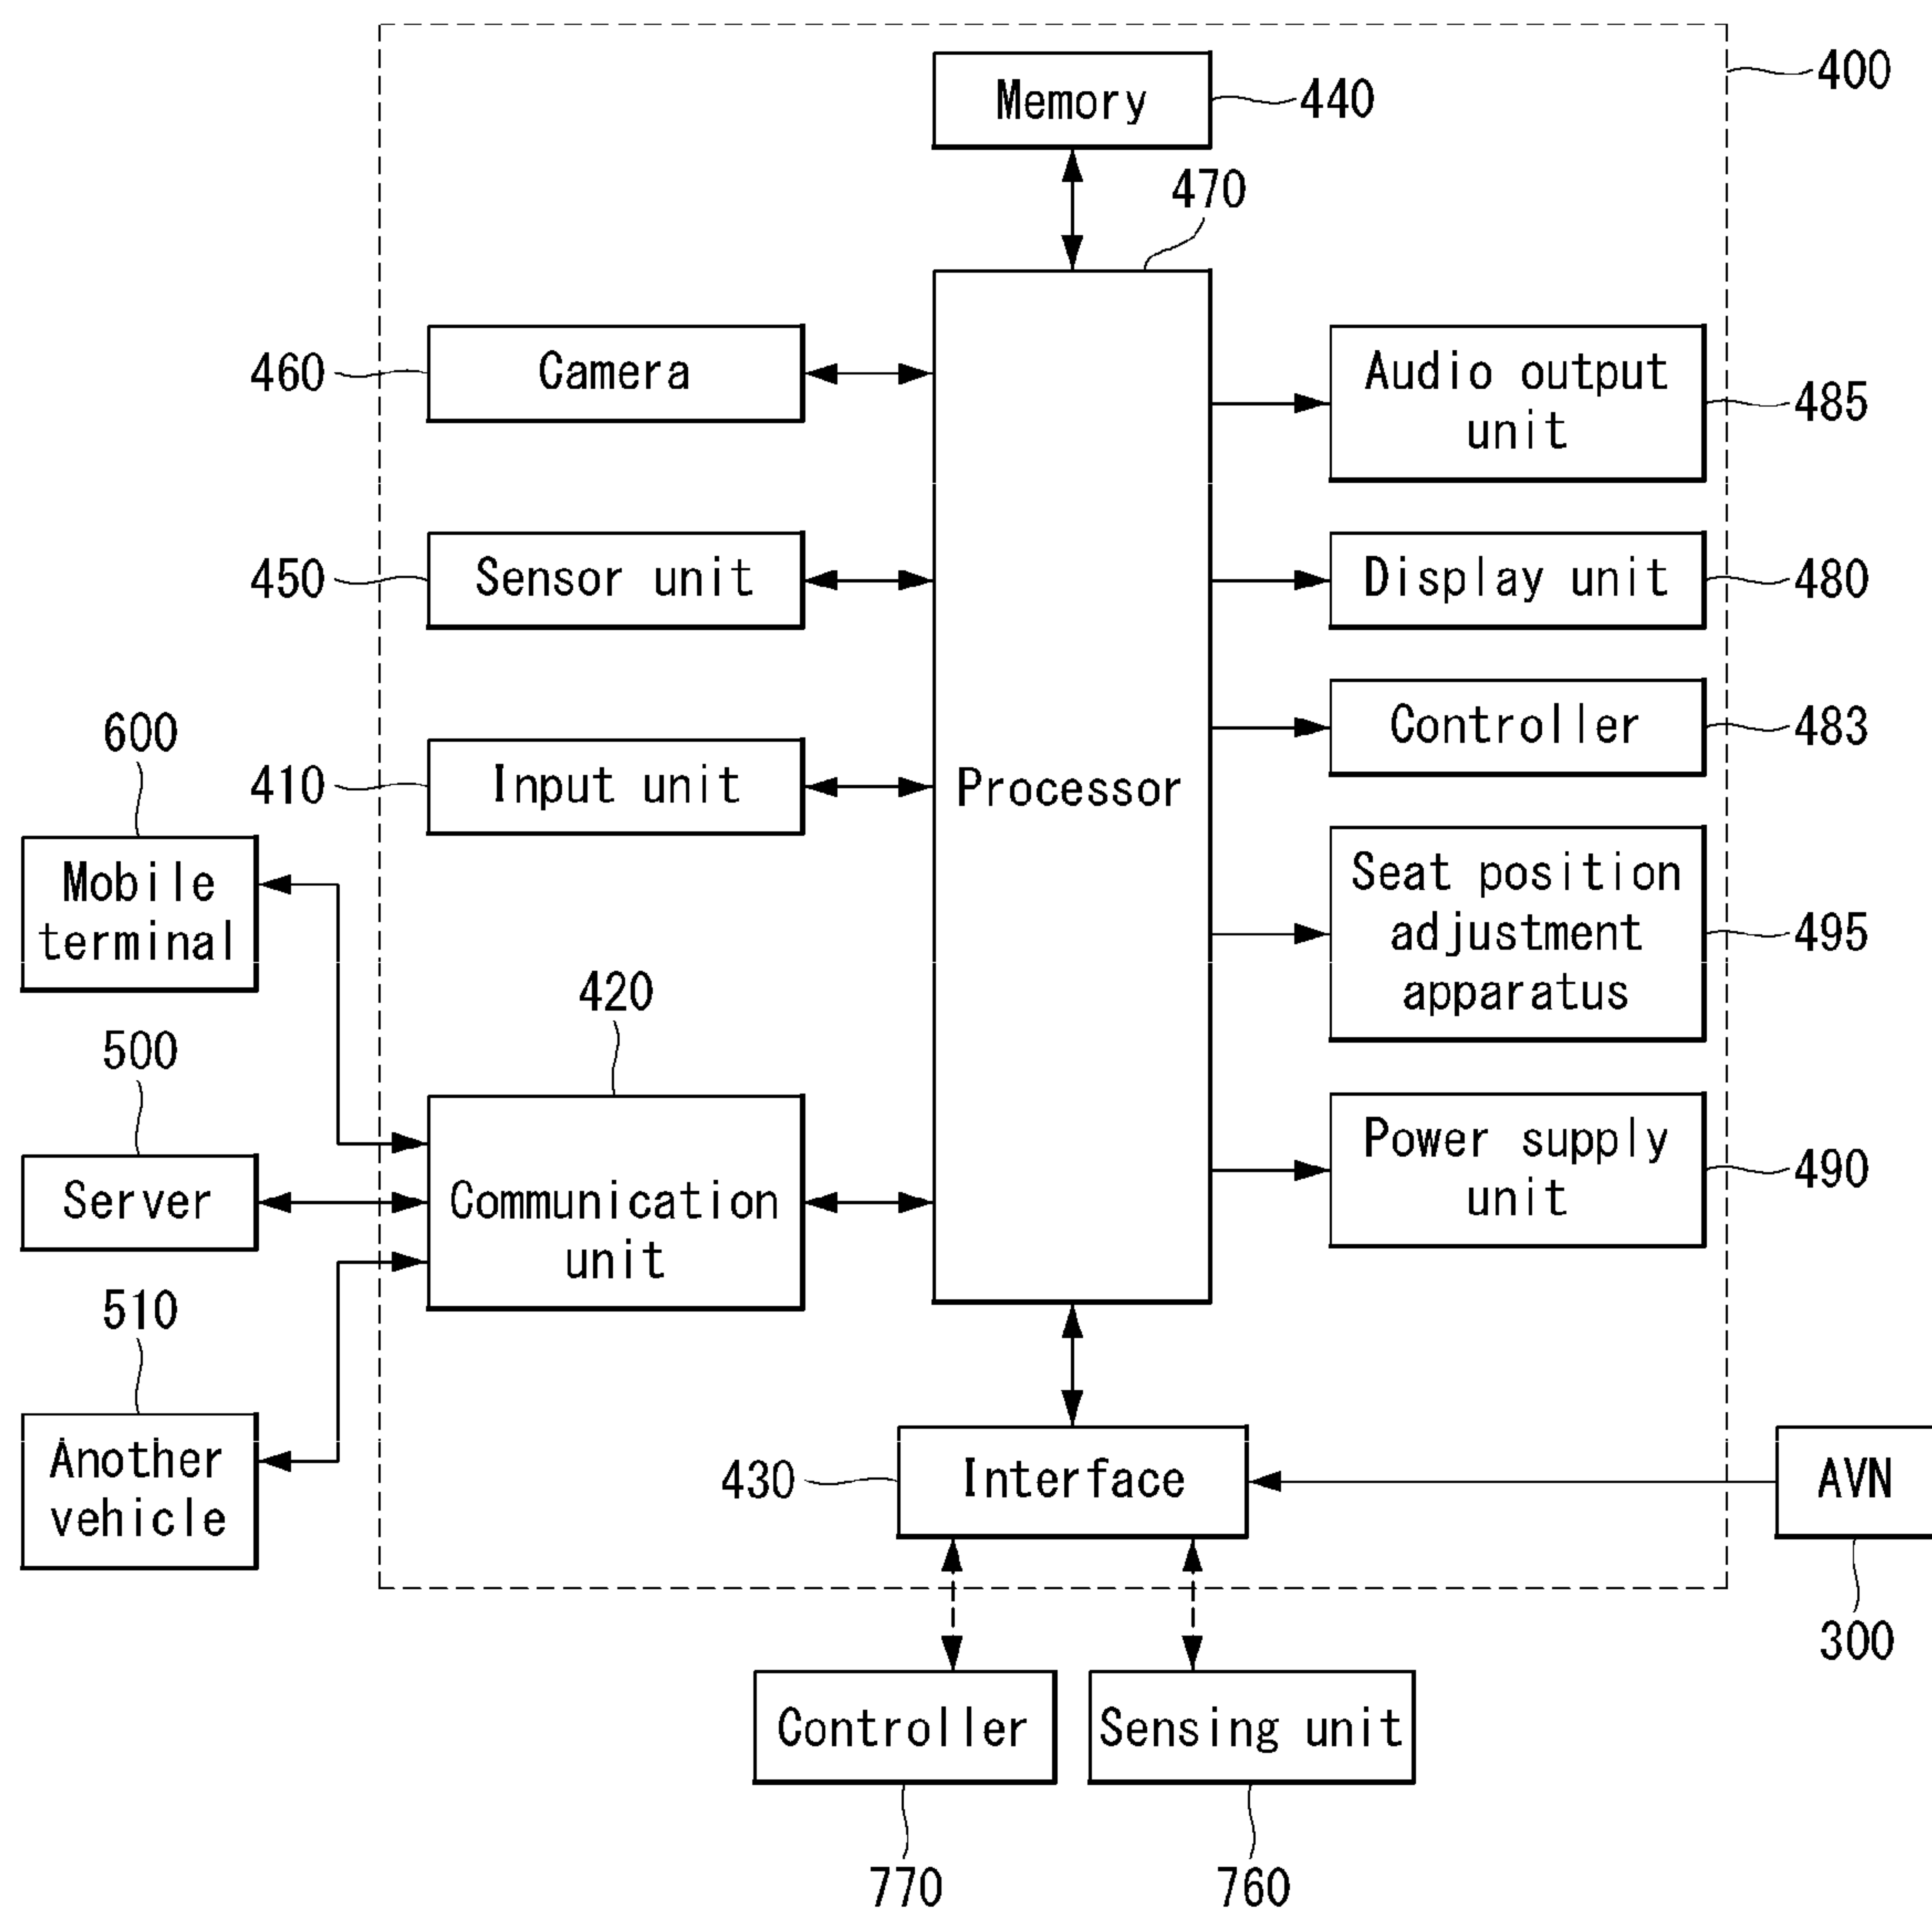 400
Memory
440
470
460
Camera
Audio output
unit
485
450
Sensor unit
Display unit
480
Controller
483
600
410
Input unit
Processor
Mobile
terminal
Seat position
adjustment
apparatus
495
420
500
Server
Communication
unit
Power supply
unit
490
510
Another
vehicle
430
Interface
AVN
300
Controller
Sensing unit
770
760